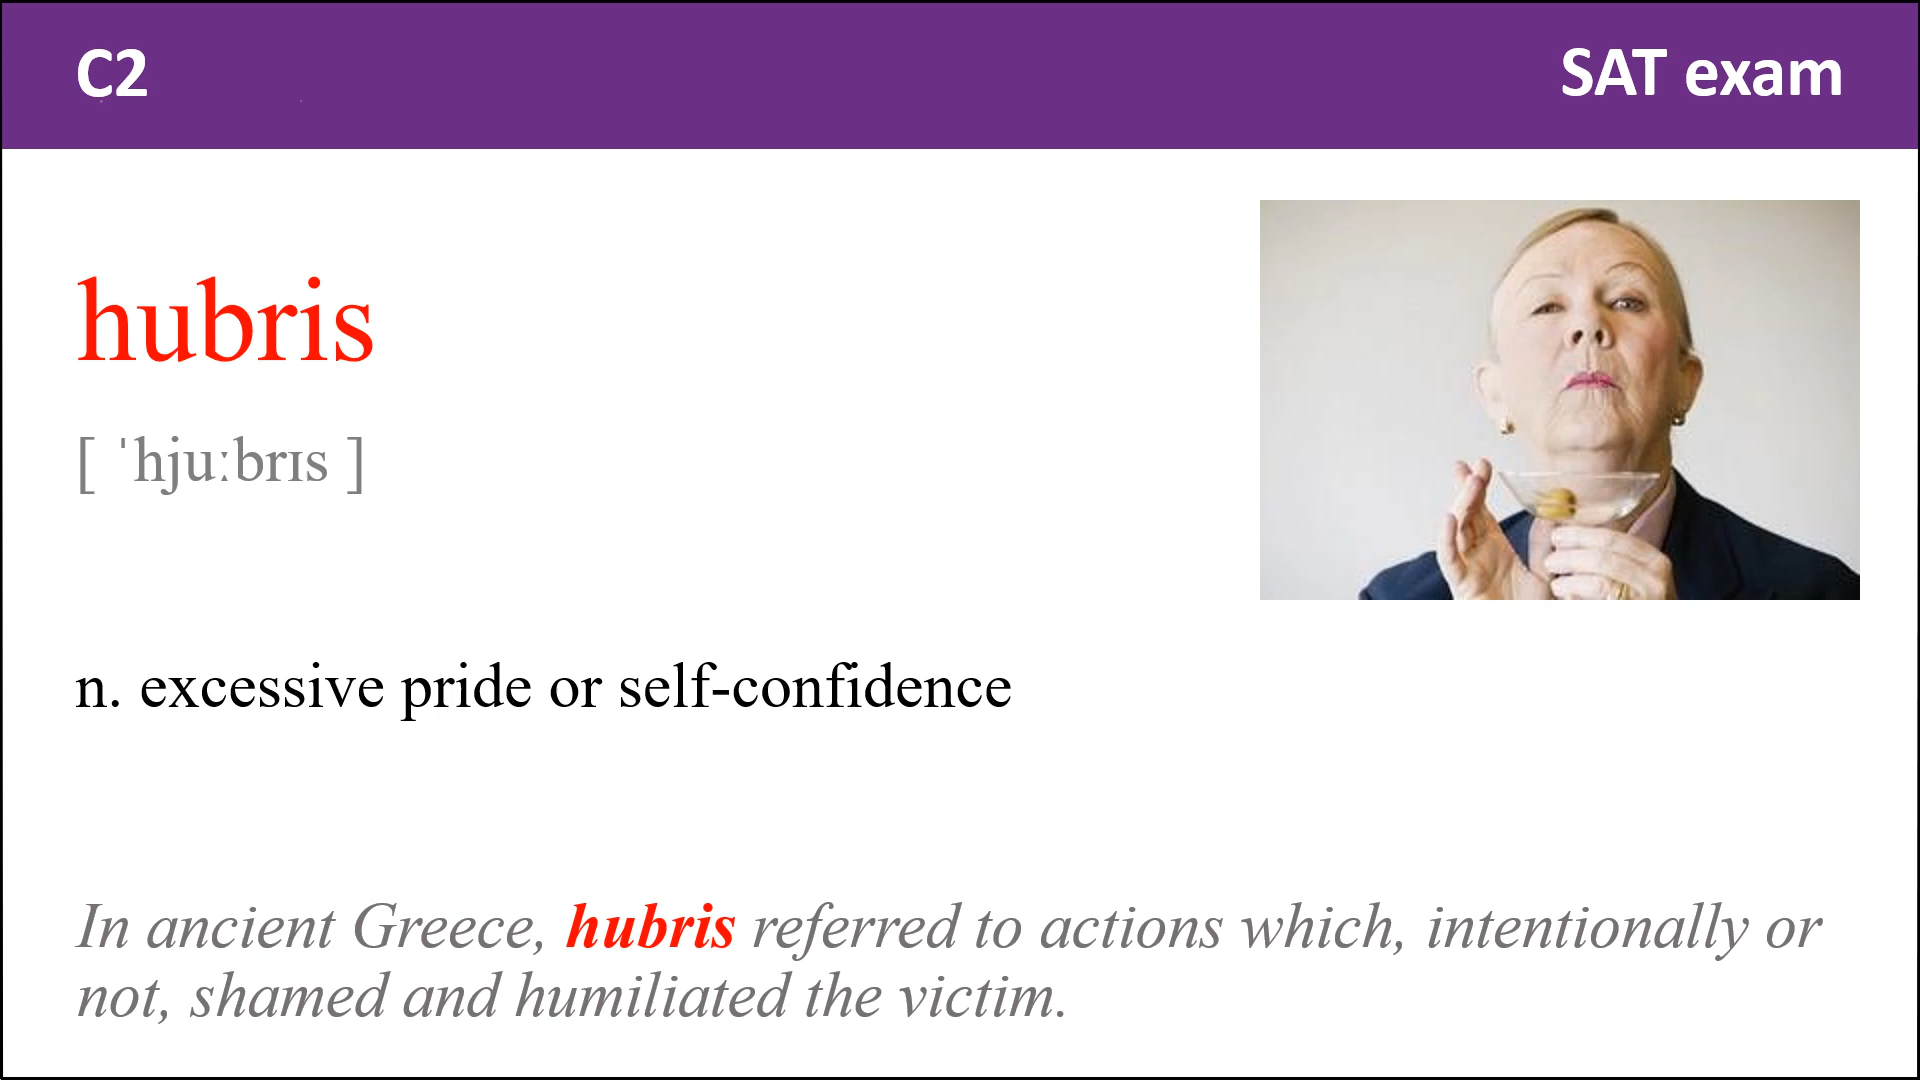 C2
SAT exam
hubris
[ ˈhjuːbrɪs ]
n. excessive pride or self-confidence
In ancient Greece, hubris referred to actions which, intentionally or
not, shamed and humiliated the victim.